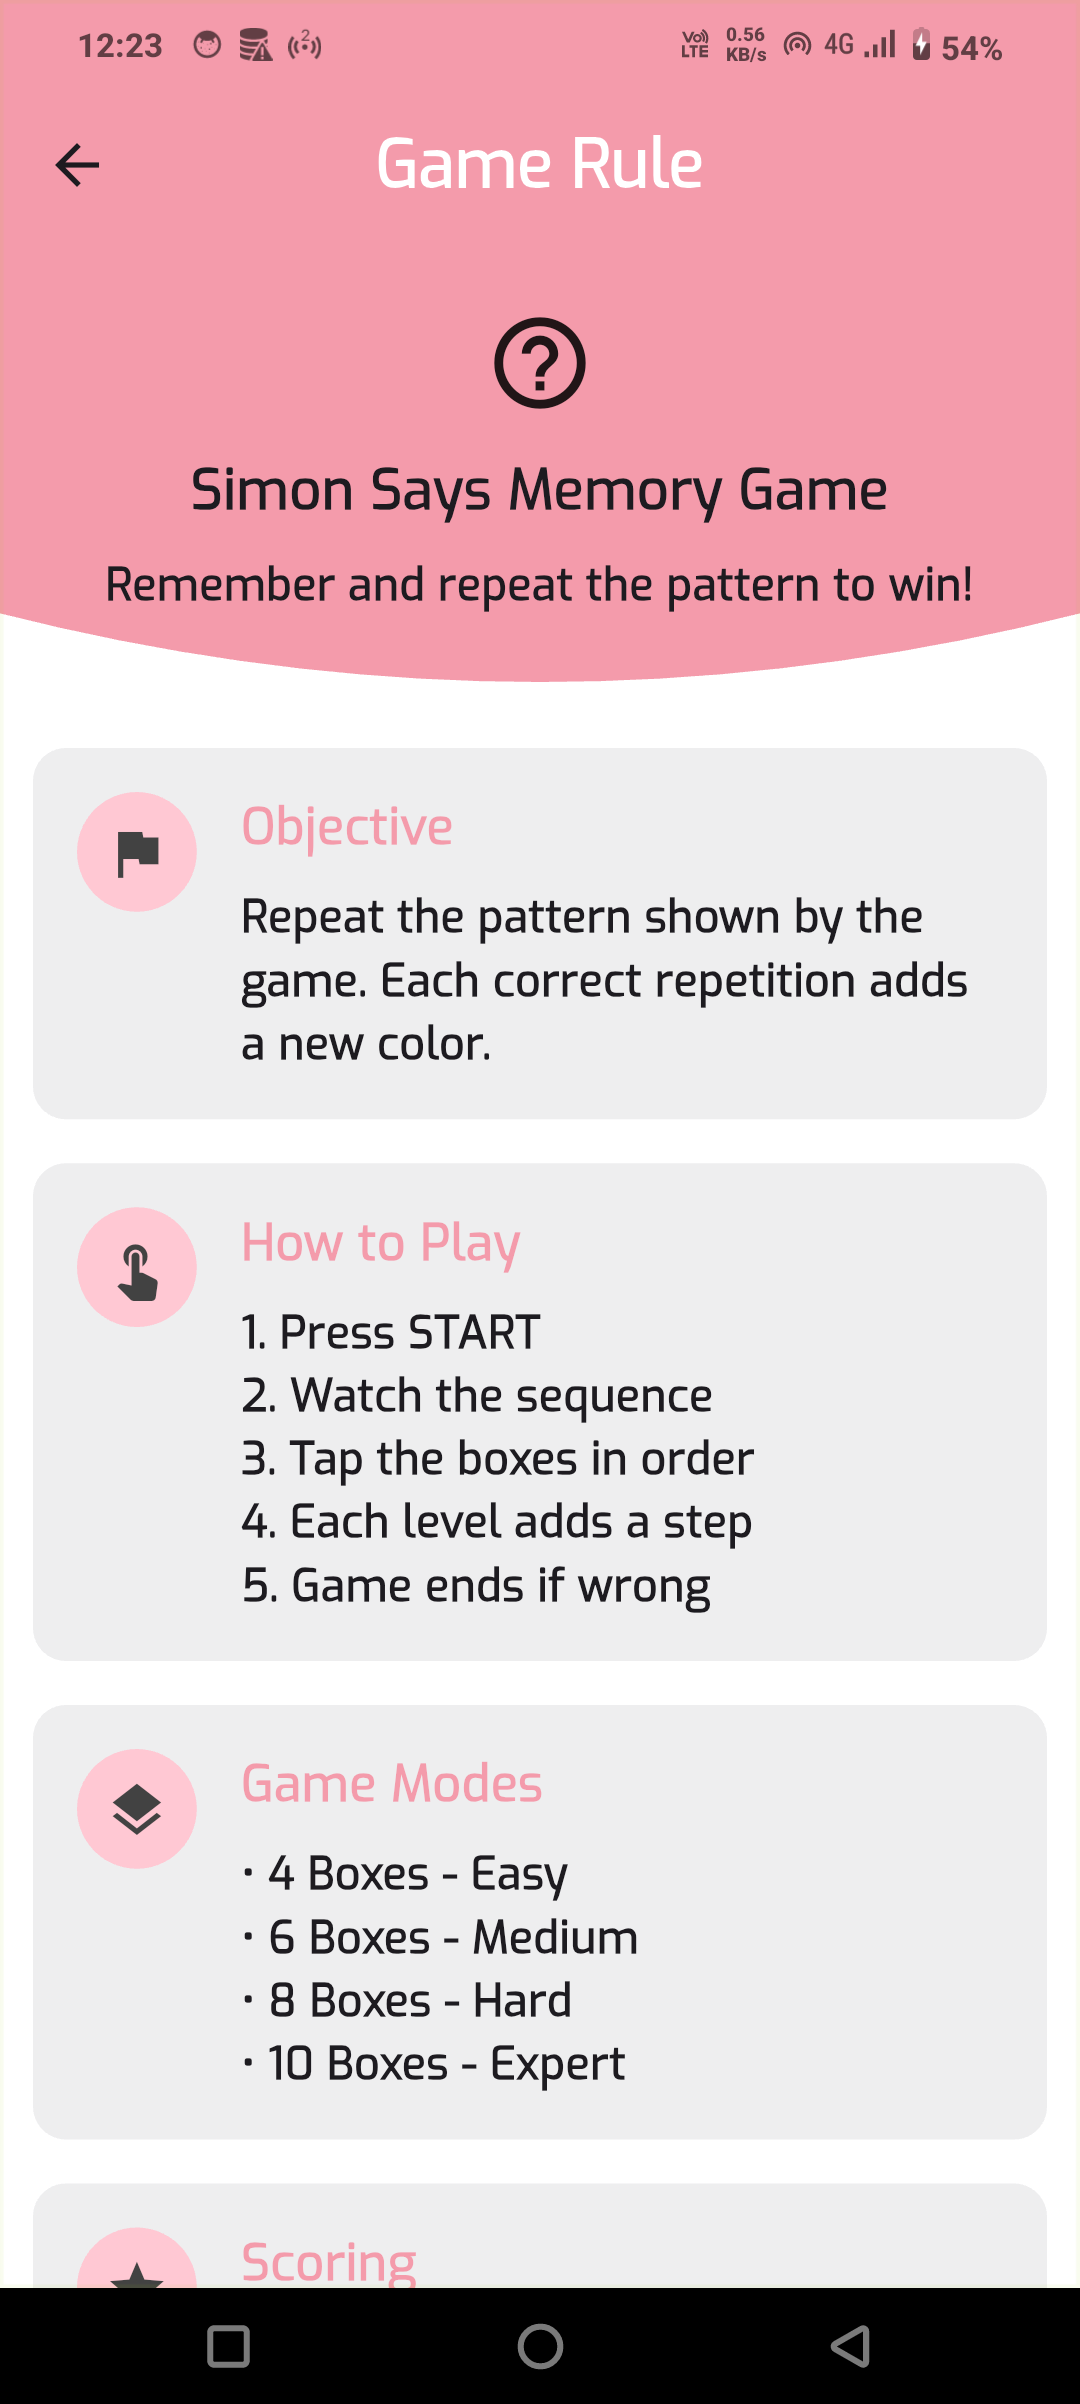 12:23
2
Vo)) LTE
0.56 KB/s
4G
54%
Game Rule
Simon Says Memory Game
Remember and repeat the pattern to win!
Objective
Repeat the pattern shown by the
game. Each correct repetition adds
a new color.
How to Play
1. Press START
2. Watch the sequence
3. Tap the boxes in order
4. Each level adds a step
5. Game ends if wrong
Game Modes
• 4 Boxes - Easy
• 6 Boxes - Medium
• 8 Boxes - Hard
• 10 Boxes - Expert
Scoring